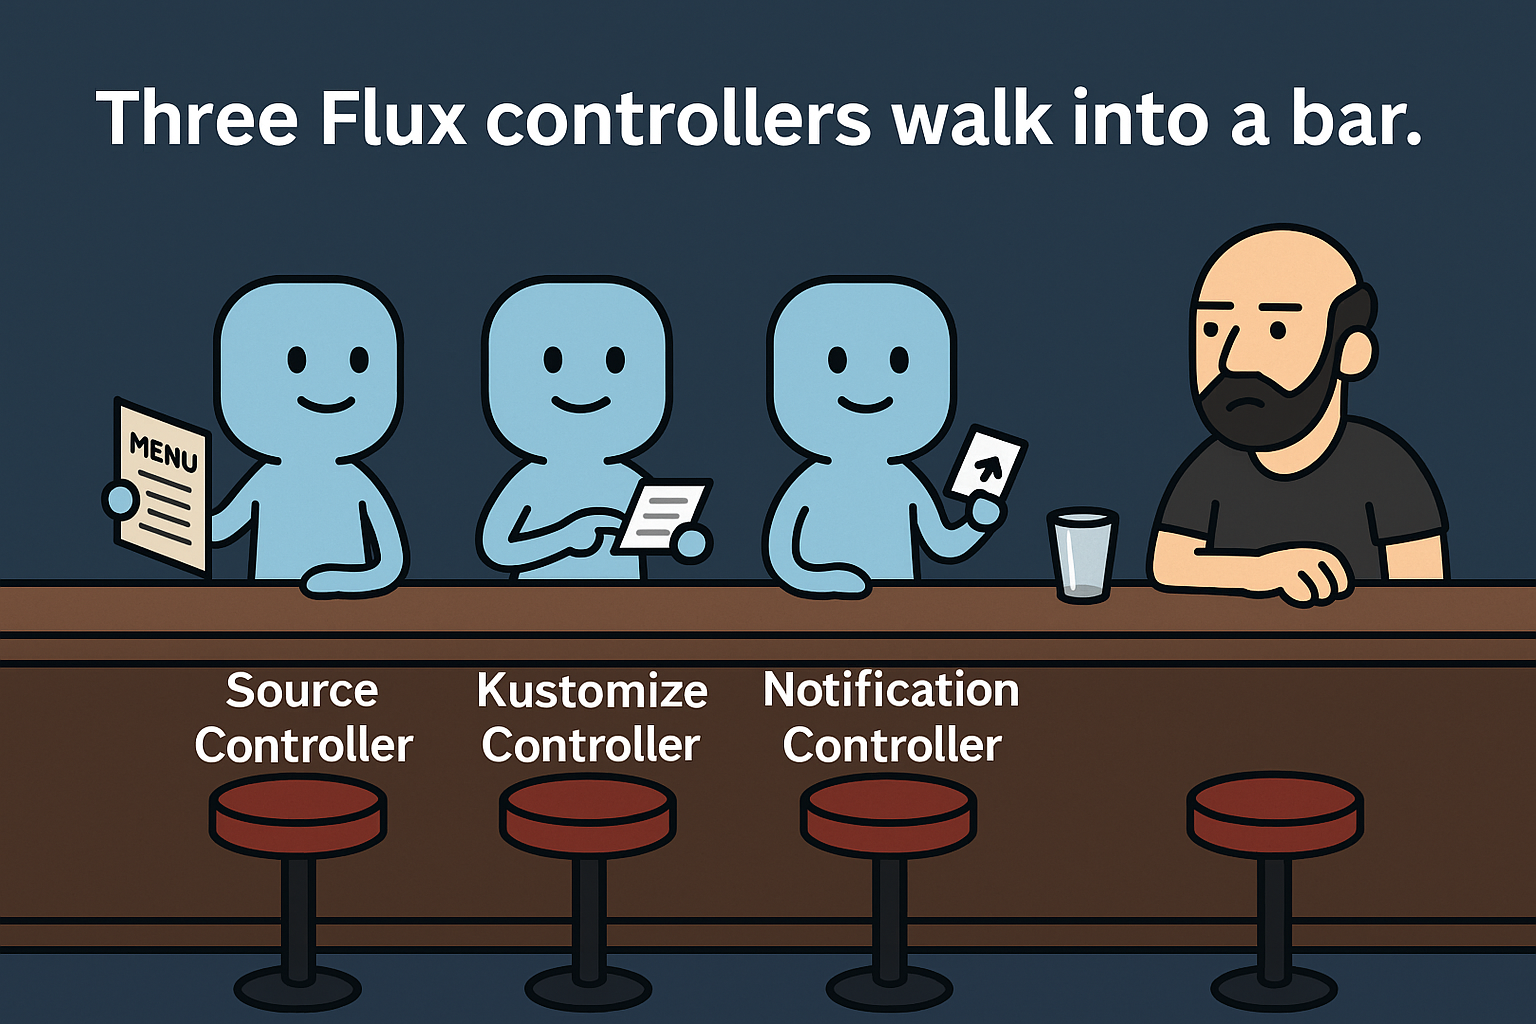 Three Flux controllers walk into a bar.
MENU
Source
Controller
Kustomize
Controller
Notification
Controller